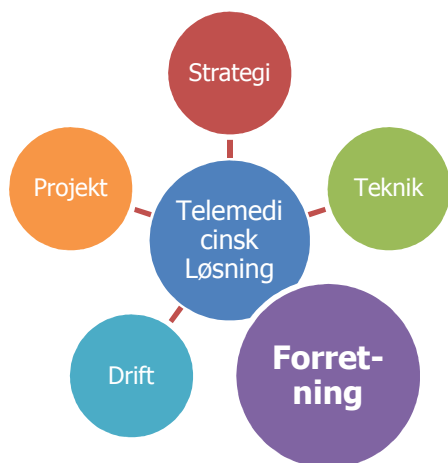 Strategi
Projekt
Teknik
Telemedi
cinsk
Løsning
Drift
Forret-
ning